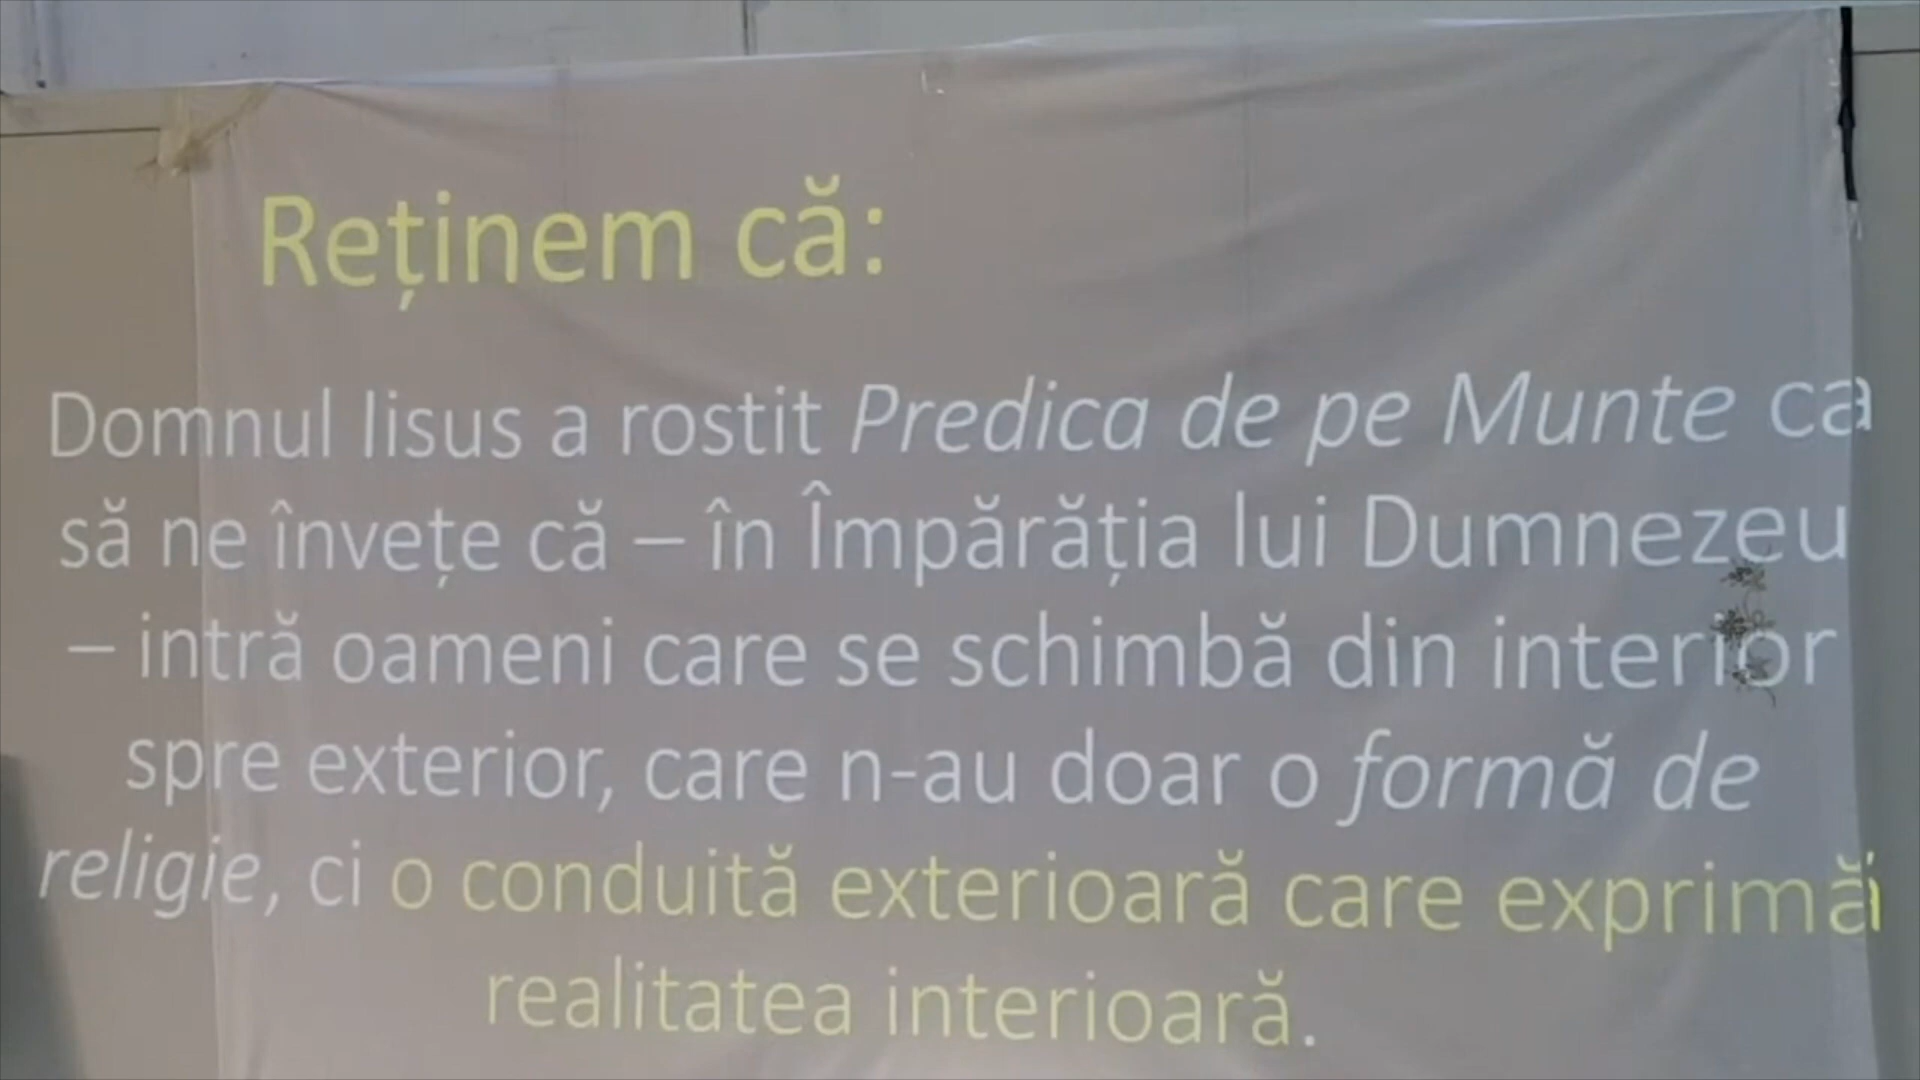 Reținem că:
Domnul Iisus a rostit Predica de pe Munte ca
să ne învețe că – în Împărăția lui Dumnezeu
– intră oameni care se schimbă din interior
spre exterior, care n-au doar o formă de
religie, ci o conduită exterioară care exprimă
realitatea interioară.